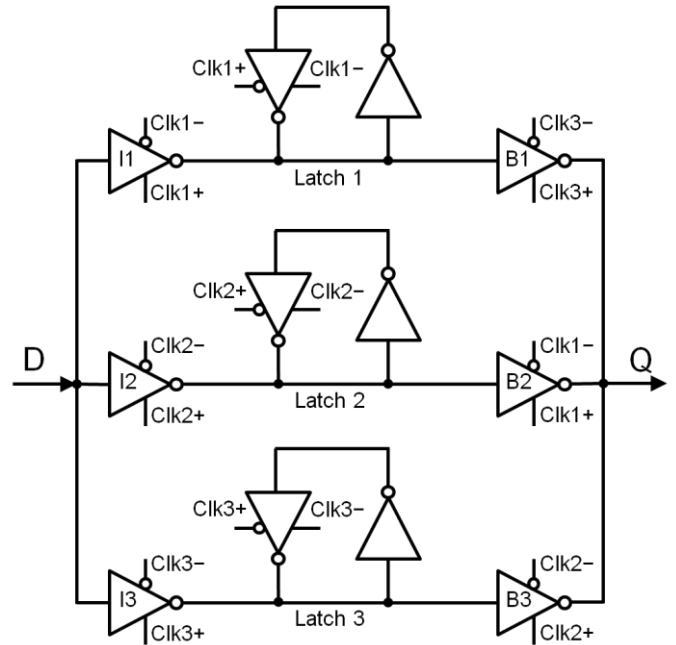 Clk1+
Clk1−
Clk1−
I1
Clk1+
Latch 1
Clk3−
B1
Clk3+
Clk2+
Clk2−
D
Clk2−
I2
Clk2+
Latch 2
Clk1−
B2
Clk1+
Q
Clk3+
Clk3−
Clk3−
I3
Clk3+
Latch 3
Clk2−
B3
Clk2+